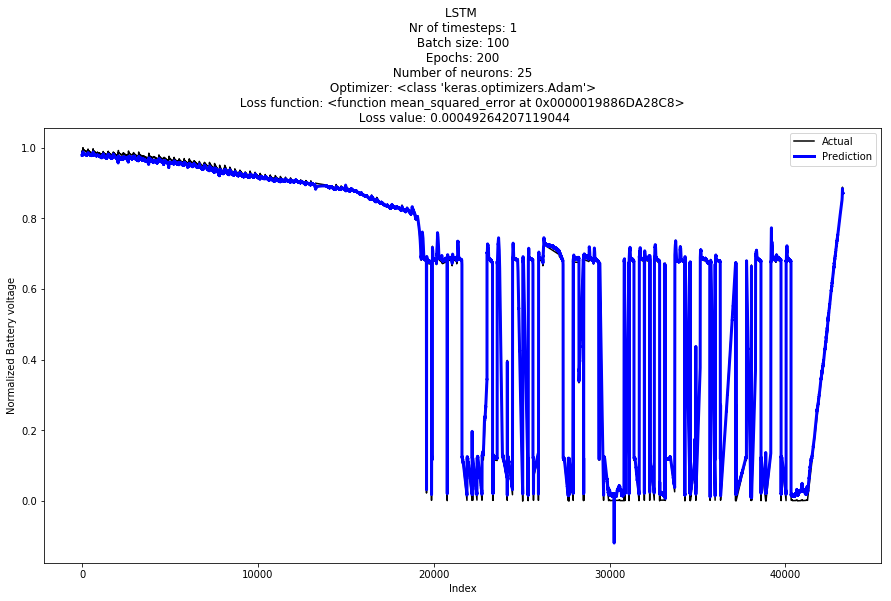 LSTM
Nr of timesteps: 1
Batch size: 100
Epochs: 200
Number of neurons: 25
Optimizer: <class 'keras.optimizers.Adam'>
Loss function: <function mean_squared_error at 0x0000019886DA28C8>
Loss value: 0.00049264207119044
Actual
Prediction
Normalized Battery voltage
1.0
0.8
0.6
0.4
0.2
0.0
0
10000
20000
30000
40000
Index